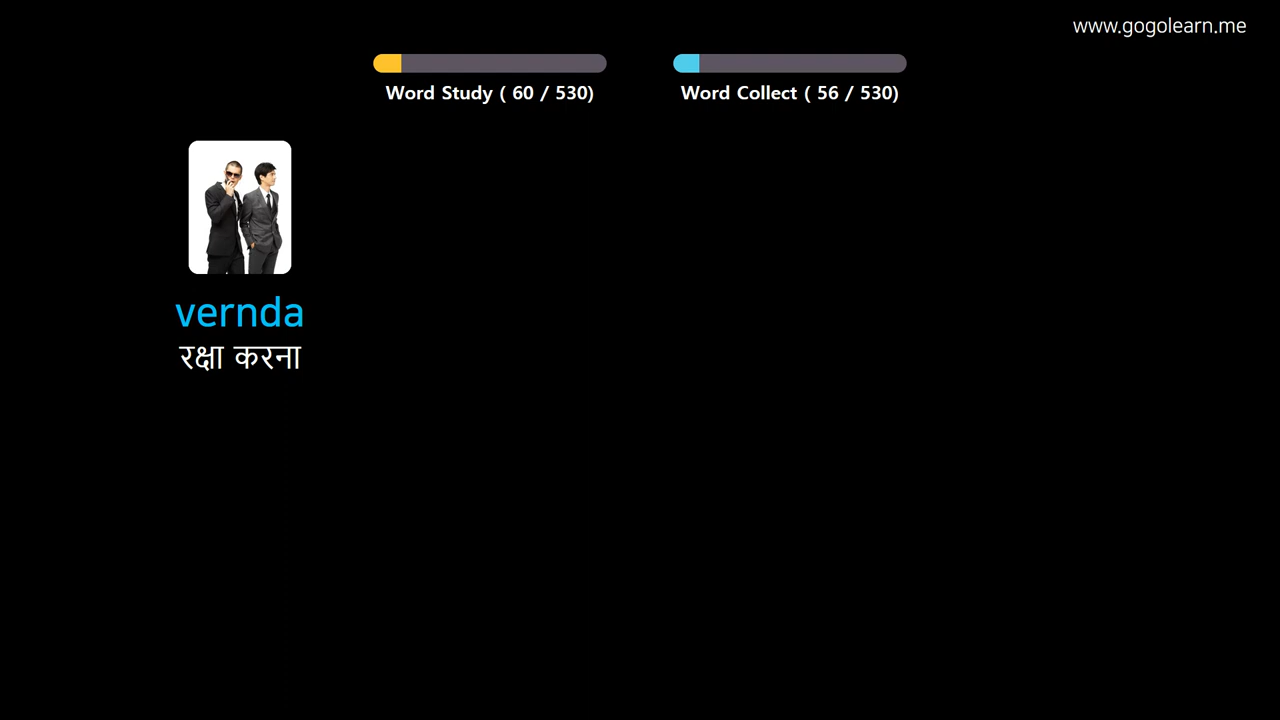 www.gogolearn.me
Word Study ( 60 / 530)
Word Collect ( 56 / 530)
vernda
रक्षा करना